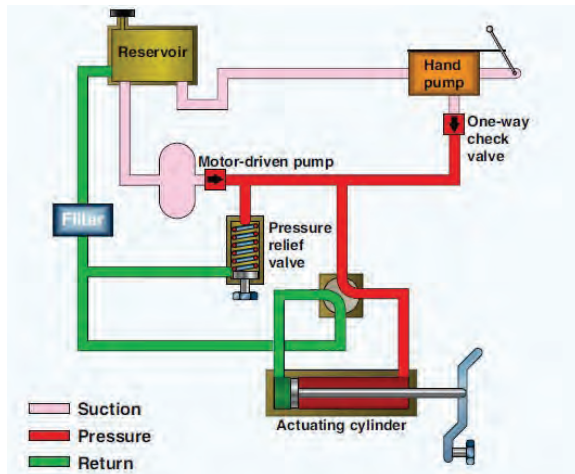 Reservoir
Hand
pump
One-way
check
valve
Motor-driven pump
Filter
Pressure
relief
valve
Actuating cylinder
Suction
Pressure
Return